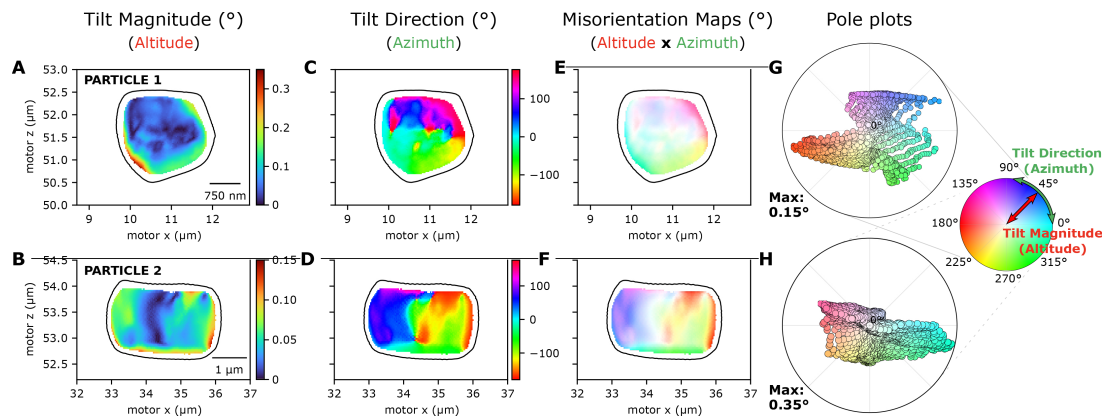 Tilt Magnitude (°)
(Altitude)
Tilt Direction (°)
(Azimuth)
Misorientation Maps (°)
(Altitude x Azimuth)
Pole plots
A
PARTICLE 1
motor z (µm)
53.0
52.5
52.0
51.5
51.0
50.5
50.0
9
10
11
12
motor x (µm)
750 nm
0.3
0.2
0.1
0
C
9
10
11
12
motor x (µm)
100
0
−100
E
9
10
11
12
motor x (µm)
G
0°
Max:
0.15°
Tilt Direction
(Azimuth)
90°
45°
135°
0°
180°
Tilt Magnitude
(Altitude)
225°
315°
270°
B
PARTICLE 2
motor z (µm)
54.5
54.0
53.5
53.0
52.5
32
33
34
35
36
37
motor x (µm)
1 µm
0.15
0.10
0.05
0
D
32
33
34
35
36
37
motor x (µm)
100
0
−100
F
32
33
34
35
36
37
motor x (µm)
H
0°
Max:
0.35°